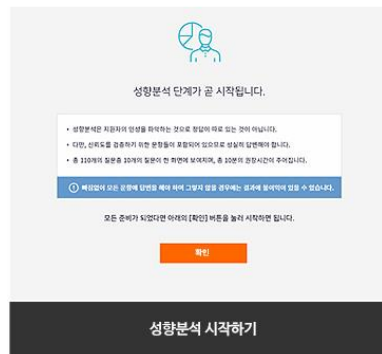 성향분석 단계가 곧 시작됩니다.
• 성향분석은 지원자의 인성을 파악하는 것으로 정답이 따로 있는 것이 아닙니다.
• 다만, 신뢰도를 검증하기 위한 문항들이 포함되어 있으므로 성실히 답변해야 합니다.
• 총 110개의 질문중 10개의 질문이 한 화면에 보여지며, 총 10분의 권장시간이 주어집니다.
! 빠짐없이 모든 문항에 답변을 해야 하며 그렇지 않을 경우에는 결과에 불이익이 있을 수 있습니다.
모든 준비가 되었다면 아래의 [확인] 버튼을 눌러 시작하면 됩니다.
확인
성향분석 시작하기